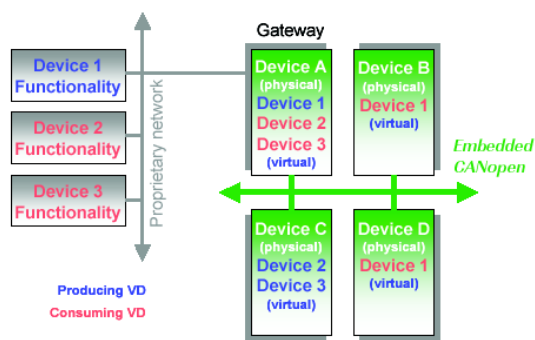 Gateway
Device 1
Functionality
Device 2
Functionality
Device 3
Functionality
Proprietary network
Device A
(physical)
Device 1
Device 2
Device 3
(virtual)
Device B
(physical)
Device 1
(virtual)
Embedded
CANopen
Device C
(physical)
Device 2
Device 3
(virtual)
Device D
(physical)
Device 1
(virtual)
Producing VD
Consuming VD